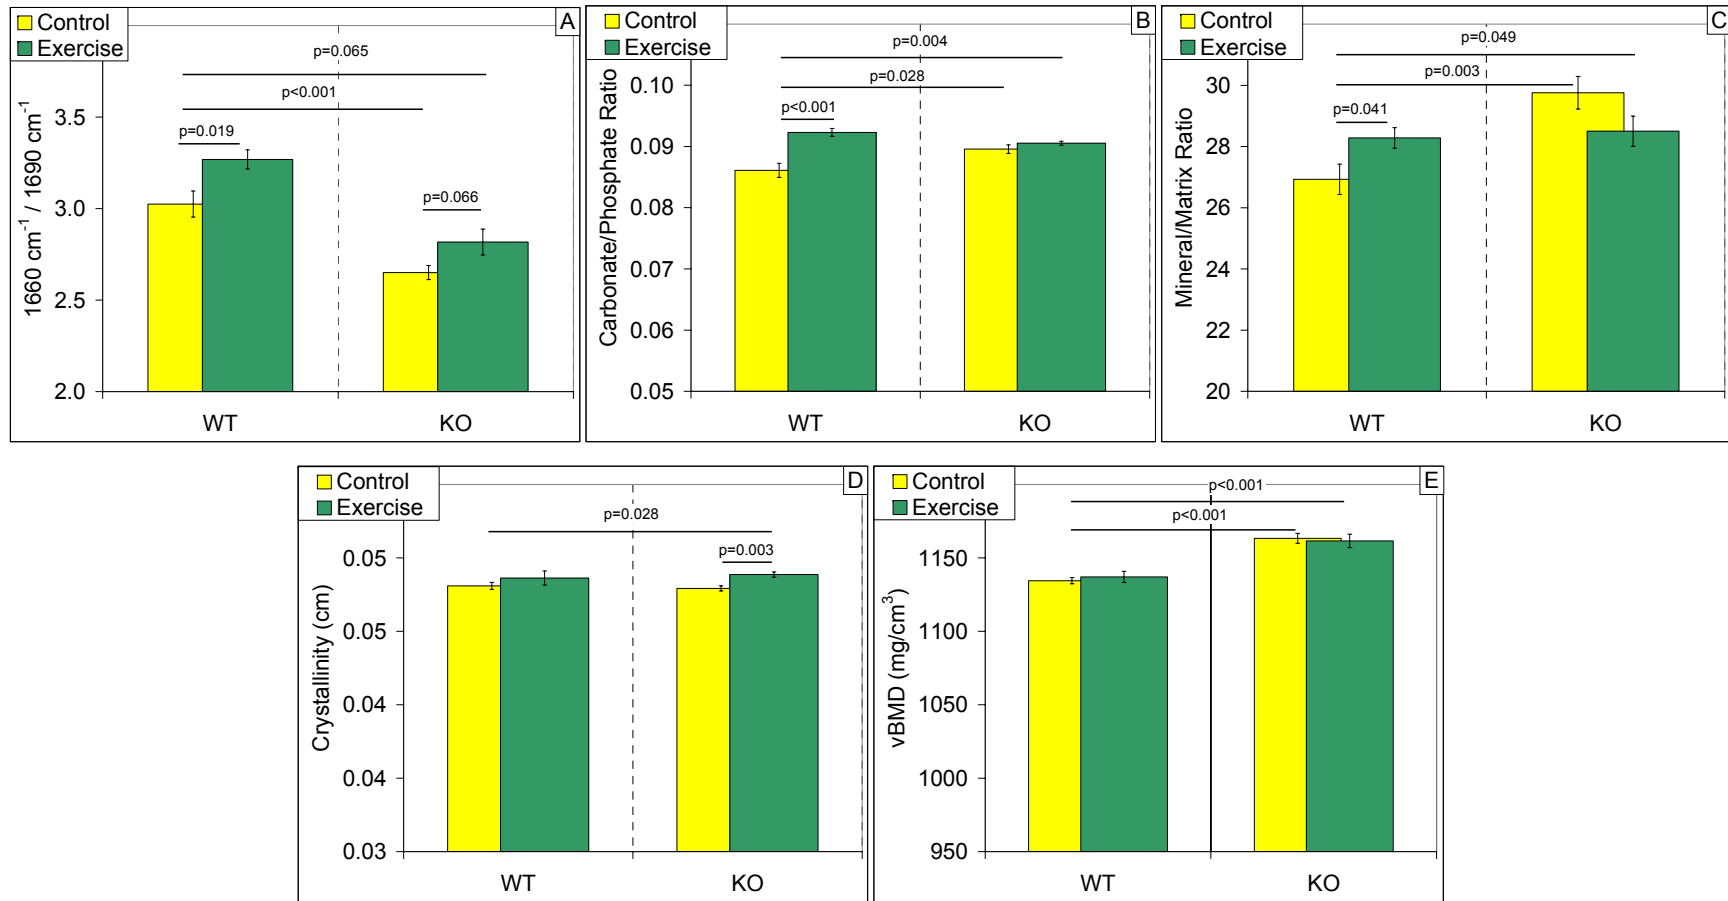 Control
Exercise
A
p=0.065
p<0.001
p=0.019
p=0.066
1660 cm⁻¹ / 1690 cm⁻¹
3.5
3.0
2.5
2.0
WT
KO
Control
Exercise
B
p=0.004
p=0.028
p<0.001
Carbonate/Phosphate Ratio
0.10
0.09
0.08
0.07
0.06
0.05
WT
KO
Control
Exercise
C
p=0.049
p=0.003
p=0.041
Mineral/Matrix Ratio
30
28
26
24
22
20
WT
KO
Control
Exercise
D
p=0.028
p=0.003
Crystallinity (cm)
0.05
0.05
0.04
0.04
0.03
WT
KO
Control
Exercise
E
p<0.001
p<0.001
vBMD (mg/cm³)
1150
1100
1050
1000
950
WT
KO